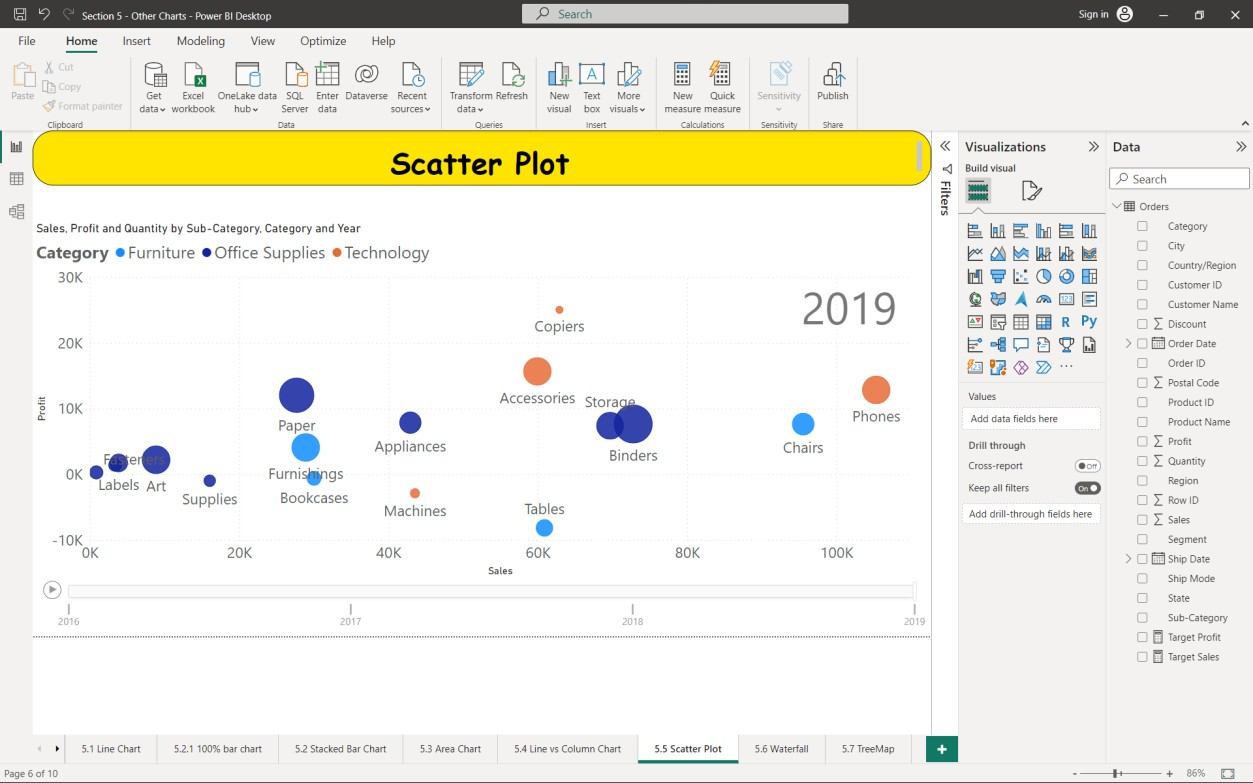 Section 5 - Other Charts - Power BI Desktop
Search
Sign in
File Home Insert Modeling View Optimize Help
Paste
Cut
Copy
Format painter
Clipboard
Get data
Excel workbook
OneLake data hub
SQL Server
Enter data
Dataverse
Recent sources
Data
Transform data
Refresh
Queries
New visual
Text box
More visuals
Insert
New measure
Quick measure
Calculations
Sensitivity
Sensitivity
Publish
Share
Scatter Plot
Sales, Profit and Quantity by Sub-Category, Category and Year
Category Furniture Office Supplies Technology
2019
30K
20K
10K
0K
-10K
Profit
Copiers
Accessories
Storage
Phones
Paper
Appliances
Binders
Chairs
Fasteners
Labels
Art
Furnishings
Supplies
Bookcases
Machines
Tables
0K 20K 40K 60K 80K 100K
Sales
2016 2017 2018 2019
Filters
Visualizations
Build visual
123
R
Py
123
Values
Add data fields here
Drill through
Cross-report
Off
Keep all filters
On
Add drill-through fields here
Data
Search
Orders
Category
City
Country/Region
Customer ID
Customer Name
Discount
Order Date
Order ID
Postal Code
Product ID
Product Name
Profit
Quantity
Region
Row ID
Sales
Segment
Ship Date
Ship Mode
State
Sub-Category
Target Profit
Target Sales
5.1 Line Chart
5.2.1 100% bar chart
5.2 Stacked Bar Chart
5.3 Area Chart
5.4 Line vs Column Chart
5.5 Scatter Plot
5.6 Waterfall
5.7 TreeMap
Page 6 of 10
86%